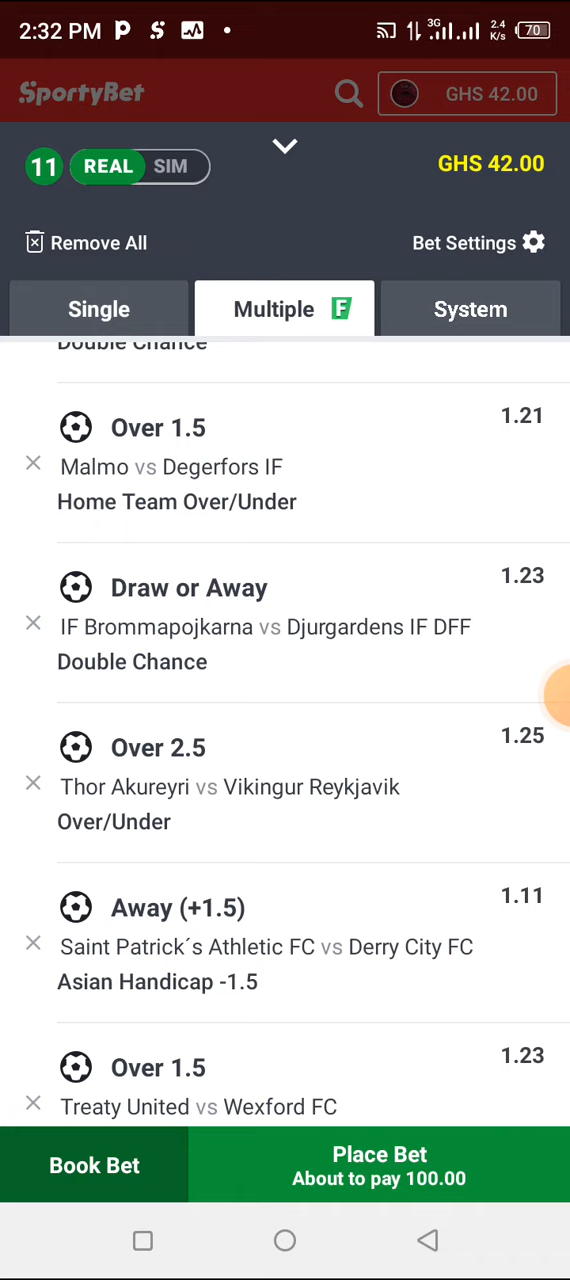 2:32 PM
3G
2.4 K/s
70
SportyBet
GHS 42.00
11 REAL SIM
GHS 42.00
Remove All
Bet Settings
Single
Multiple F
System
Double Chance
Over 1.5
1.21
Malmo vs Degerfors IF
Home Team Over/Under
Draw or Away
1.23
IF Brommapojkarna vs Djurgardens IF DFF
Double Chance
Over 2.5
1.25
Thor Akureyri vs Vikingur Reykjavik
Over/Under
Away (+1.5)
1.11
Saint Patrick´s Athletic FC vs Derry City FC
Asian Handicap -1.5
Over 1.5
1.23
Treaty United vs Wexford FC
Book Bet
Place Bet
About to pay 100.00